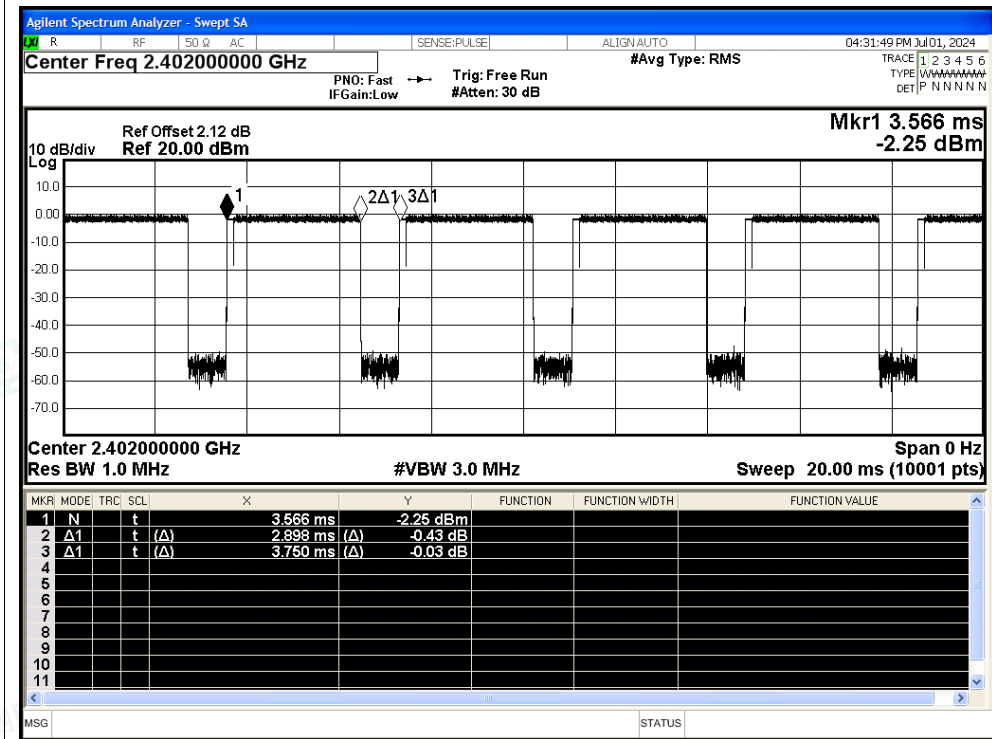 Agilent Spectrum Analyzer - Swept SA
LXI R RF 50 Ω AC SENSE:PULSE ALIGN AUTO 04:31:49 PM Jul 01, 2024
Center Freq 2.402000000 GHz #Avg Type: RMS TRACE 1 2 3 4 5 6
PNO: Fast Trig: Free Run TYPE WWWWWW
IFGain:Low #Atten: 30 dB DET P N N N N N
Mkr1 3.566 ms
Ref Offset 2.12 dB
10 dB/div Ref 20.00 dBm -2.25 dBm
Log
10.0
1 2Δ1 3Δ1
0.00
-10.0
-20.0
-30.0
-40.0
-50.0
-60.0
-70.0
Center 2.402000000 GHz Span 0 Hz
Res BW 1.0 MHz #VBW 3.0 MHz Sweep 20.00 ms (10001 pts)
MKR MODE TRC SCL X Y FUNCTION FUNCTION WIDTH FUNCTION VALUE
1 N t 3.566 ms -2.25 dBm
2 Δ1 t (Δ) 2.898 ms (Δ) -0.43 dB
3 Δ1 t (Δ) 3.750 ms (Δ) -0.03 dB
4
5
6
7
8
9
10
11
MSG STATUS